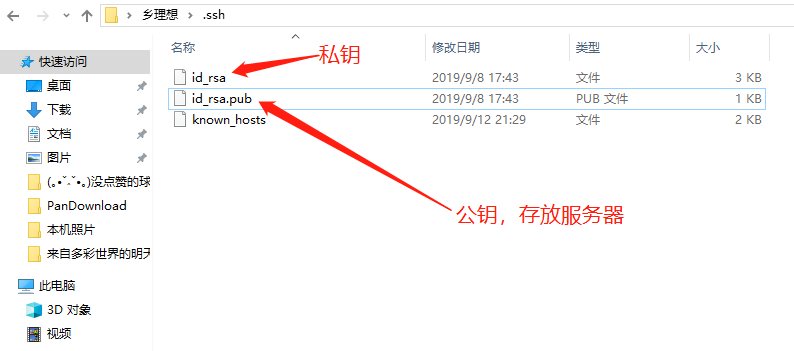 乡理想 › .ssh
名称 修改日期 类型 大小
私钥
快速访问
桌面
下载
文档
图片
(｡•ˇ‸ˇ•｡)没点赞的球
PanDownload
本机照片
来自多彩世界的明天
此电脑
3D 对象
视频
id_rsa 2019/9/8 17:43 文件 3 KB
id_rsa.pub 2019/9/8 17:43 PUB 文件 1 KB
known_hosts 2019/9/12 21:29 文件 2 KB
公钥，存放服务器